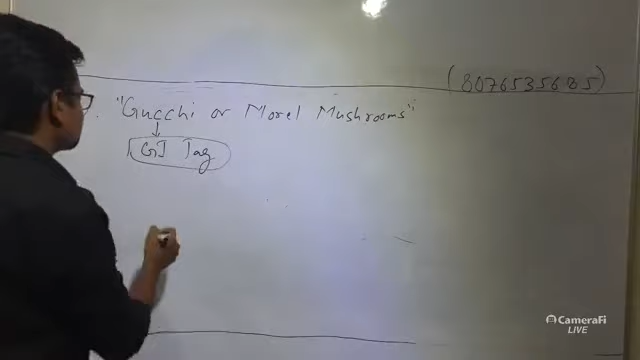 (8076535685)
"Gucchi or Morel Mushrooms"
GI Tag
CameraFi
LIVE